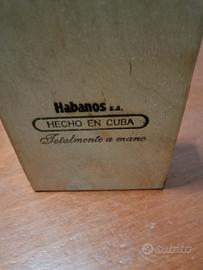 Habanos s.a.
HECHO EN CUBA
Totalmente a mano
subito